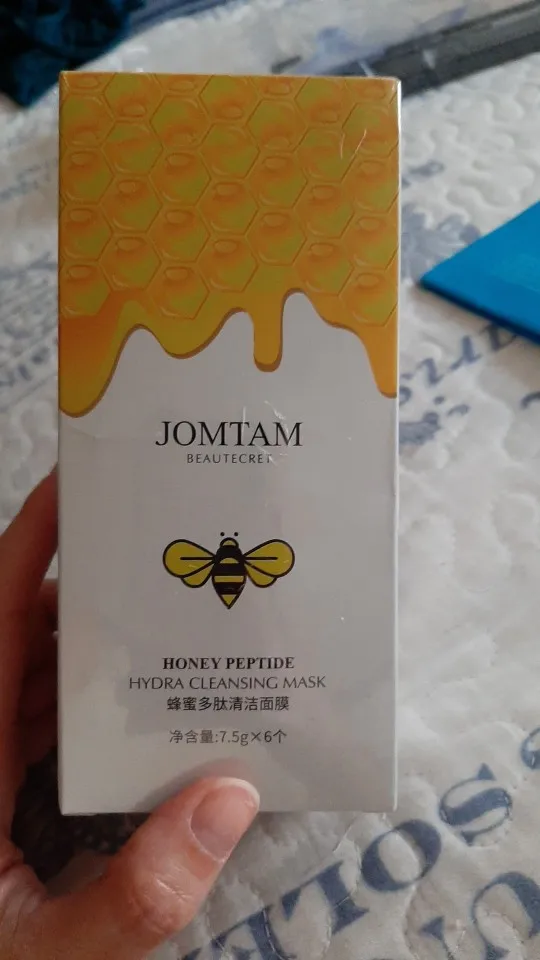 JOMTAM
BEAUTECRET
HONEY PEPTIDE
HYDRA CLEANSING MASK
蜂蜜多肽清洁面膜
净含量:7.5g×6个
SOL